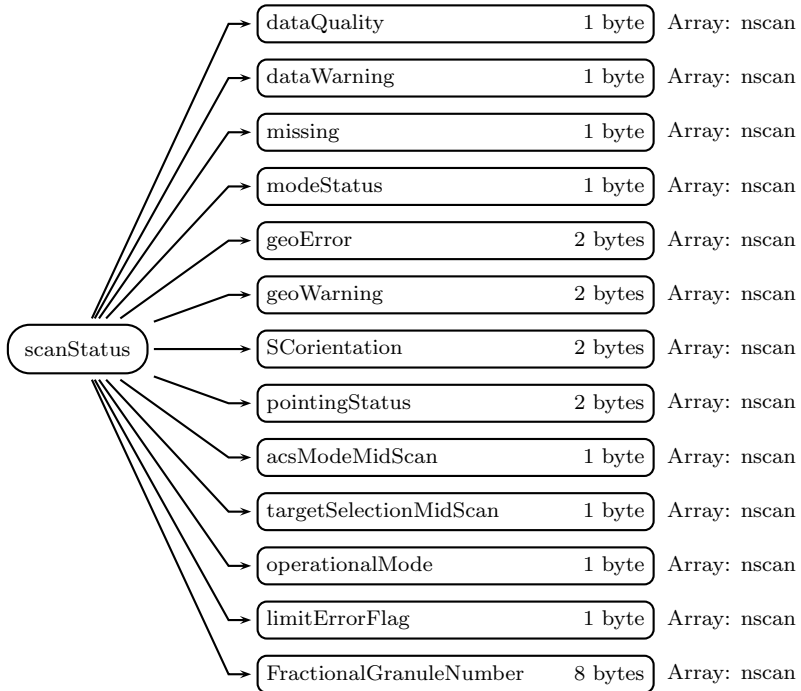 dataQuality 1 byte Array: nscan
dataWarning 1 byte Array: nscan
missing 1 byte Array: nscan
modeStatus 1 byte Array: nscan
geoError 2 bytes Array: nscan
geoWarning 2 bytes Array: nscan
scanStatus
SCorientation 2 bytes Array: nscan
pointingStatus 2 bytes Array: nscan
acsModeMidScan 1 byte Array: nscan
targetSelectionMidScan 1 byte Array: nscan
operationalMode 1 byte Array: nscan
limitErrorFlag 1 byte Array: nscan
FractionalGranuleNumber 8 bytes Array: nscan